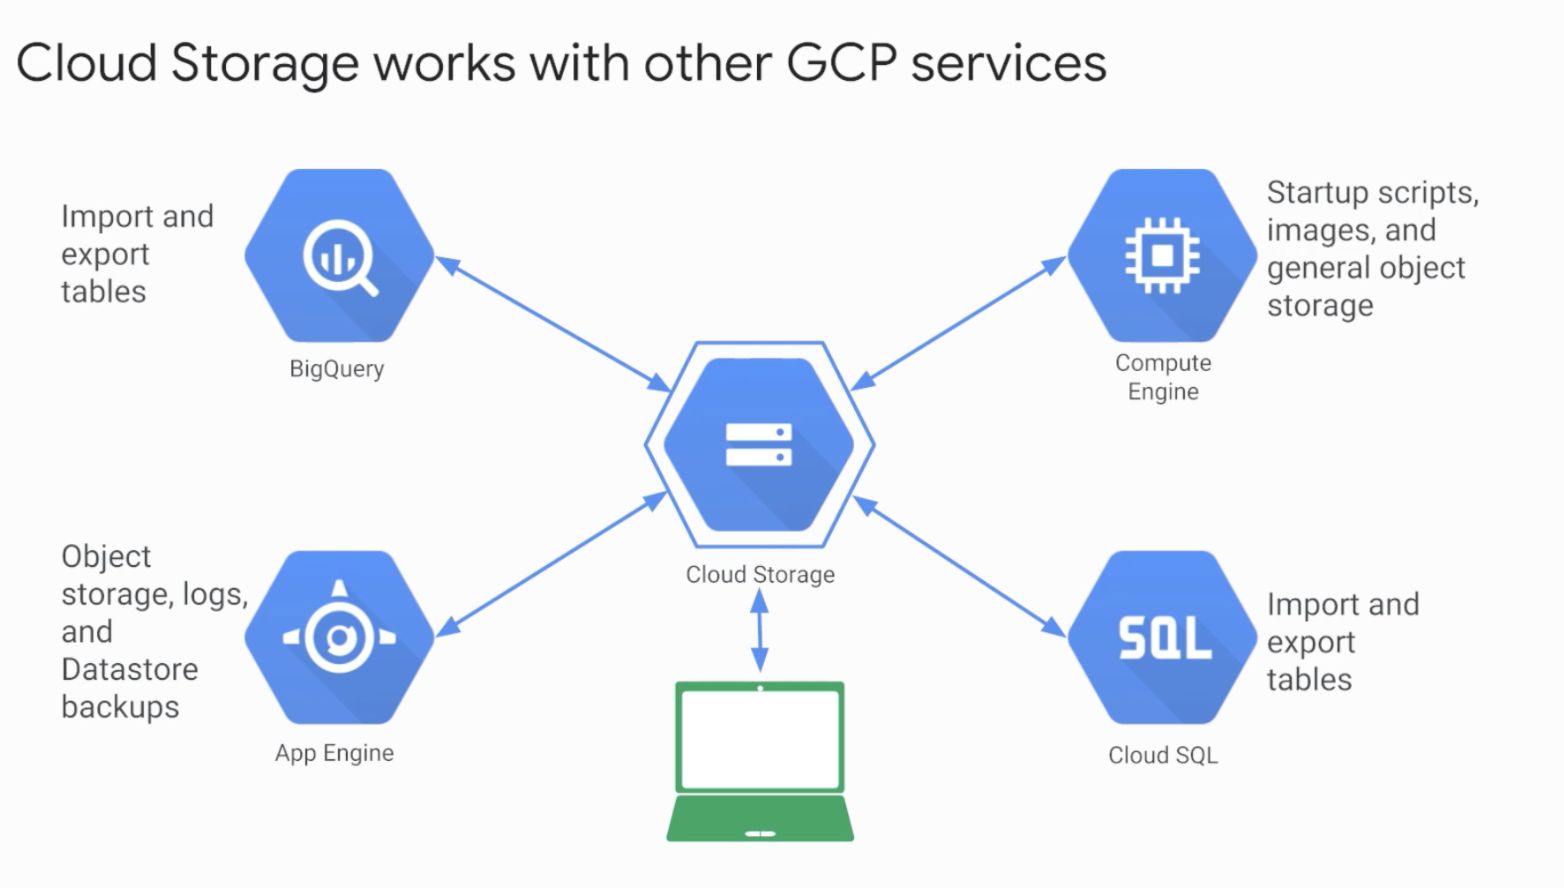 Cloud Storage works with other GCP services
Import and
export
tables
BigQuery
Startup scripts,
images, and
general object
storage
Compute
Engine
Cloud Storage
Object
storage, logs,
and
Datastore
backups
App Engine
SQL
Import and
export
tables
Cloud SQL